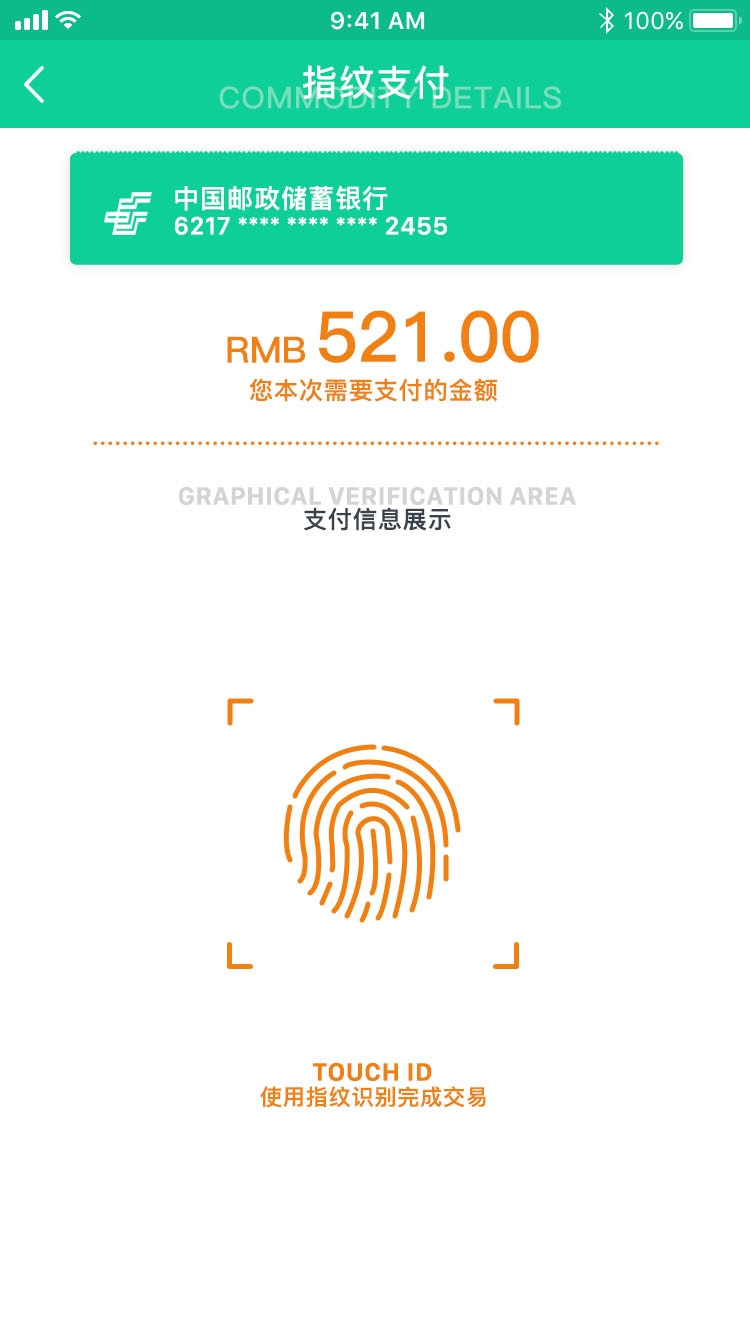 9:41 AM 100%
指纹支付
COMMODITY DETAILS
中国邮政储蓄银行
6217 **** **** **** 2455
RMB 521.00
您本次需要支付的金额
GRAPHICAL VERIFICATION AREA
支付信息展示
TOUCH ID
使用指纹识别完成交易